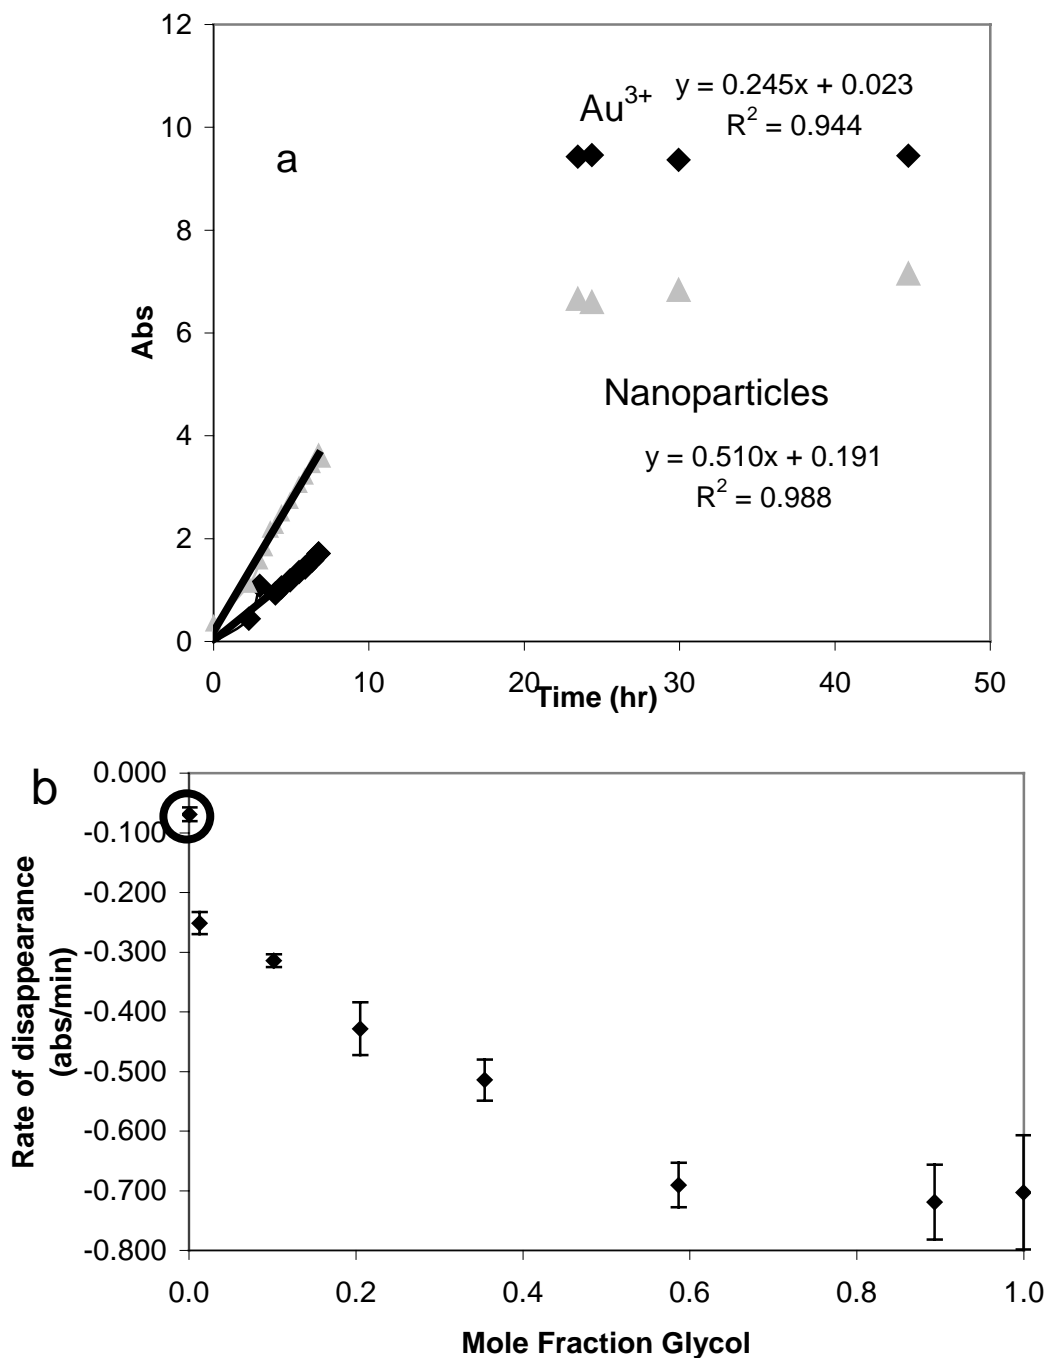 12
10
8
6
4
2
0
Abs
a
Au3+
y = 0.245x + 0.023
R2 = 0.944
Nanoparticles
y = 0.510x + 0.191
R2 = 0.988
0 10 20 30 40 50
Time (hr)
b
0.000
-0.100
-0.200
-0.300
-0.400
-0.500
-0.600
-0.700
-0.800
Rate of disappearance
(abs/min)
0.0 0.2 0.4 0.6 0.8 1.0
Mole Fraction Glycol